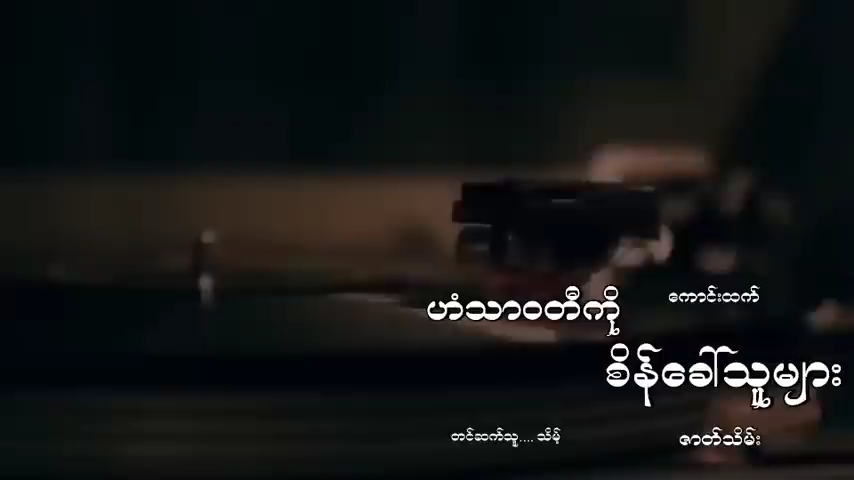 ကောင်းထက်
ဟံသာဝတီကို
စိန်ခေါ်သူများ
တင်ဆက်သူ.... သိမ့်
ဇာတ်သိမ်း